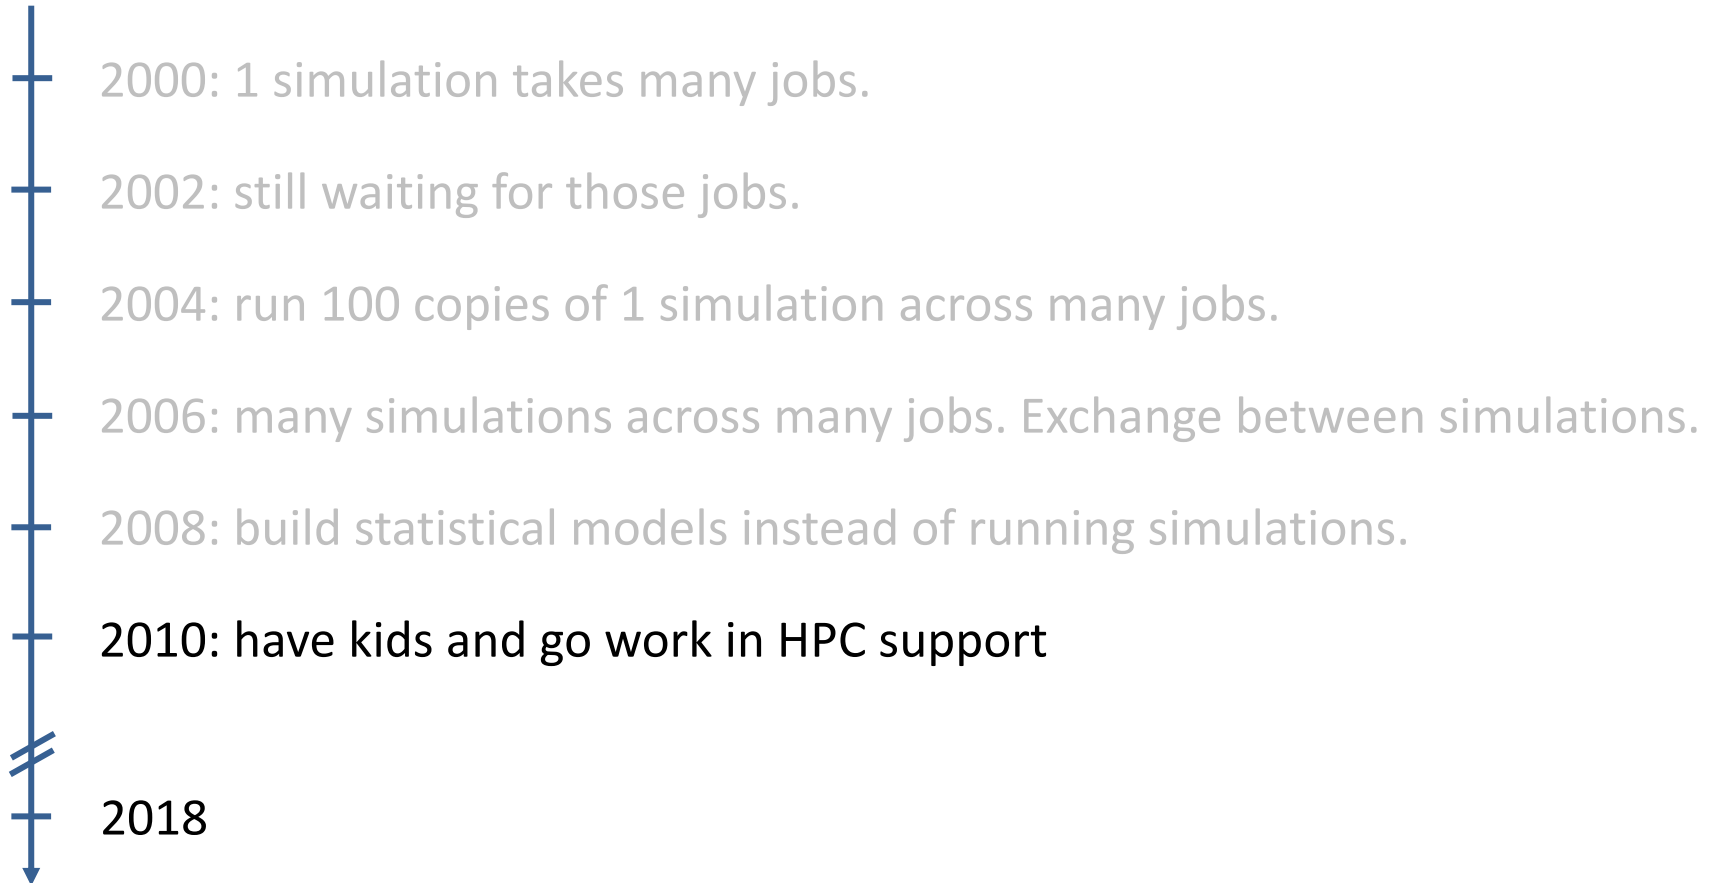 2000: 1 simulation takes many jobs.
2002: still waiting for those jobs.
2004: run 100 copies of 1 simulation across many jobs.
2006: many simulations across many jobs. Exchange between simulations.
2008: build statistical models instead of running simulations.
2010: have kids and go work in HPC support
2018